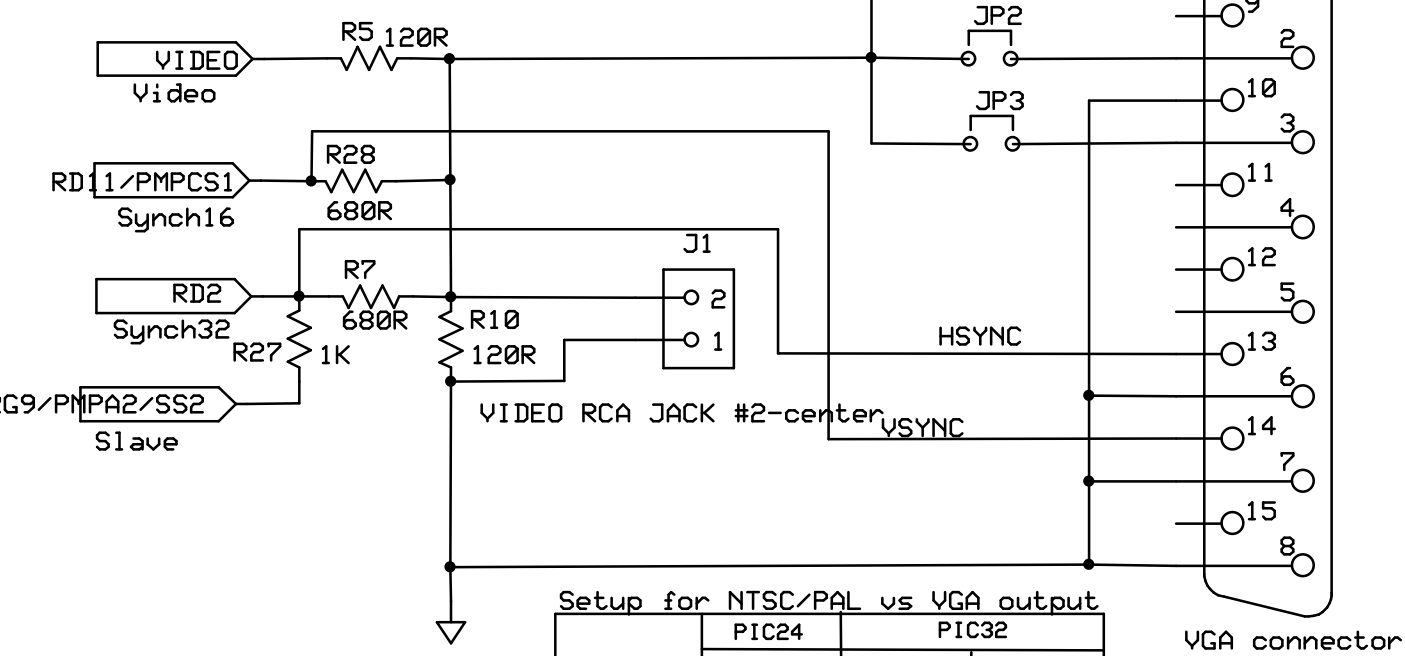 JP2
9
R5 120R
2
VIDEO
Video
10
JP3
3
R28
RD11/PMPCS1
11
680R
Synch16
4
J1
12
R7
RD2
2
5
680R
R10
Synch32
HSYNC
13
R27 1K
120R
1
6
G9/PMPA2/SS2
VIDEO RCA JACK #2-center
VSYNC
14
Slave
7
15
8
Setup for NTSC/PAL vs VGA output
PIC24
PIC32
VGA connector